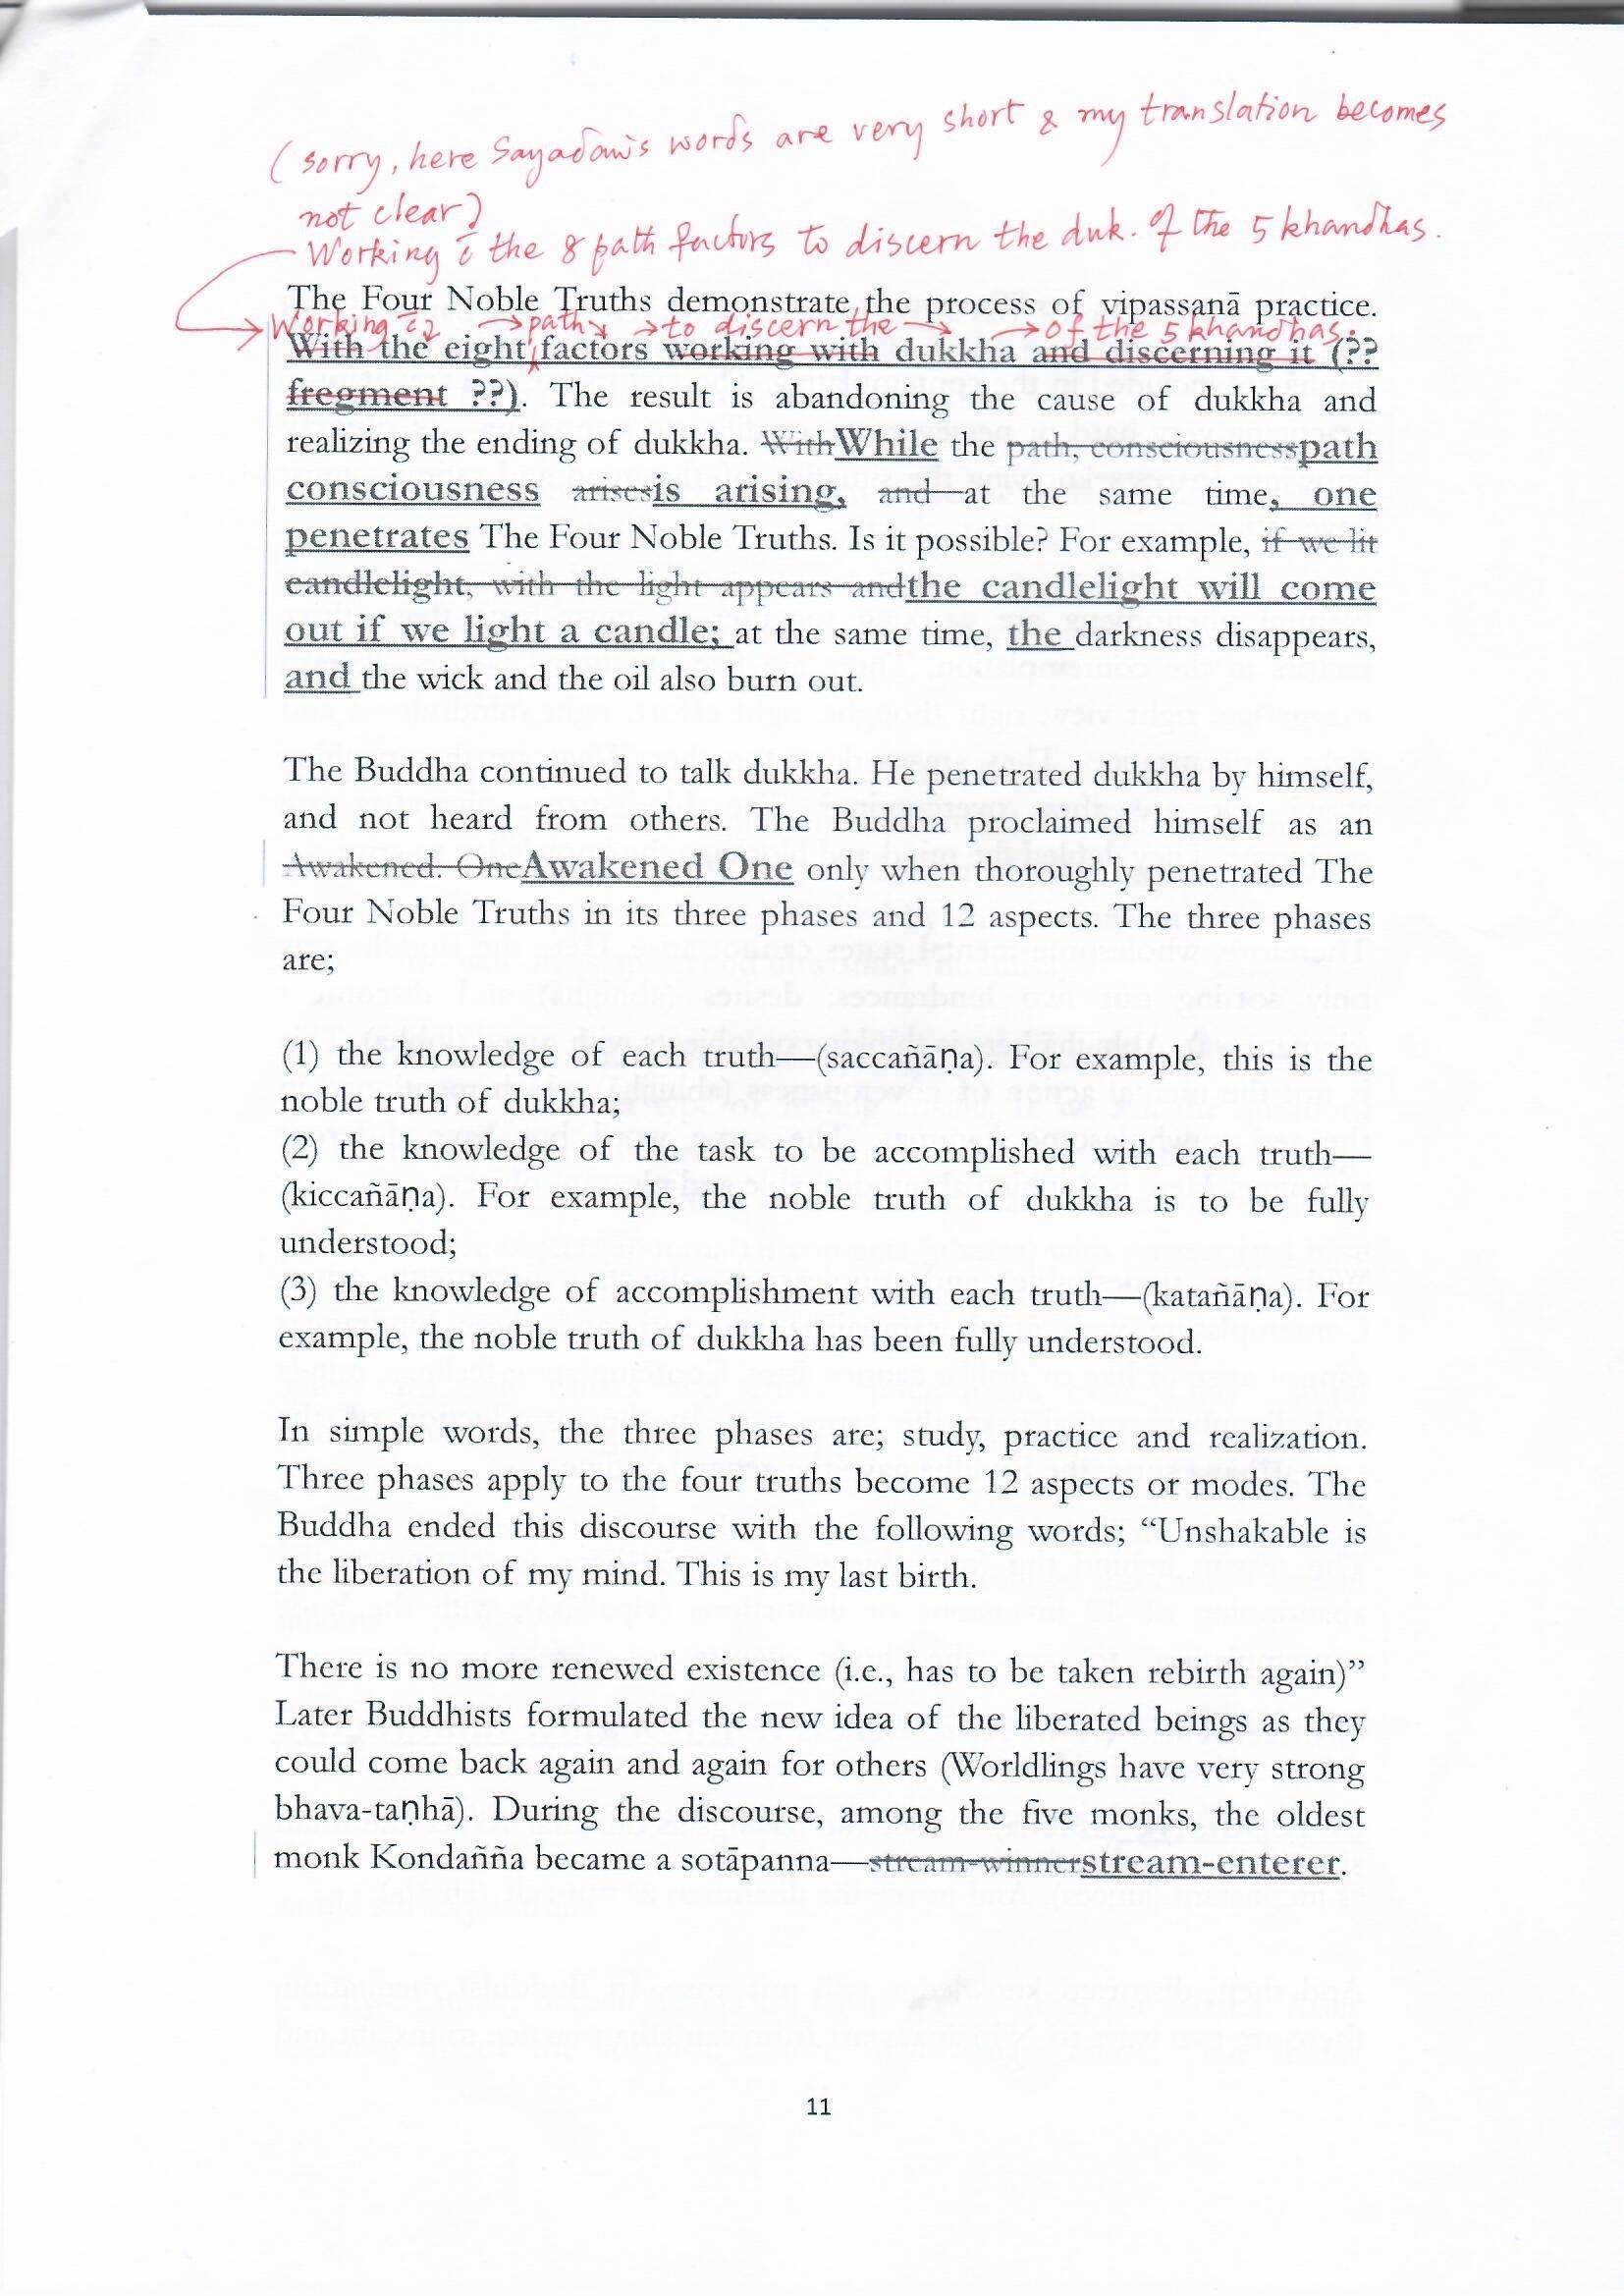 (sorry, here Sayadaw's words are very short & my translation becomes
not clear)
Working c̄ the 8 path factors to discern the duk. of the 5 khandhas.
The Four Noble Truths demonstrate the process of vipassanā practice.
Working c̄ path to discern the of the 5 khandhas.
With the eight factors working with dukkha and discerning it (??
fregment ??). The result is abandoning the cause of dukkha and
realizing the ending of dukkha. WithWhile the path, consciousnesspath
consciousness arisesis arising, and at the same time, one
penetrates The Four Noble Truths. Is it possible? For example, if we lit
candlelight, with the light appears andthe candlelight will come
out if we light a candle; at the same time, the darkness disappears,
and the wick and the oil also burn out.
The Buddha continued to talk dukkha. He penetrated dukkha by himself,
and not heard from others. The Buddha proclaimed himself as an
Awakened. OneAwakened One only when thoroughly penetrated The
Four Noble Truths in its three phases and 12 aspects. The three phases
are;
(1) the knowledge of each truth—(saccañāṇa). For example, this is the
noble truth of dukkha;
(2) the knowledge of the task to be accomplished with each truth—
(kiccañāṇa). For example, the noble truth of dukkha is to be fully
understood;
(3) the knowledge of accomplishment with each truth—(katañāṇa). For
example, the noble truth of dukkha has been fully understood.
In simple words, the three phases are; study, practice and realization.
Three phases apply to the four truths become 12 aspects or modes. The
Buddha ended this discourse with the following words; “Unshakable is
the liberation of my mind. This is my last birth.
There is no more renewed existence (i.e., has to be taken rebirth again)”
Later Buddhists formulated the new idea of the liberated beings as they
could come back again and again for others (Worldlings have very strong
bhava-taṇhā). During the discourse, among the five monks, the oldest
monk Kondañña became a sotāpanna—stream-winnerstream-enterer.
11